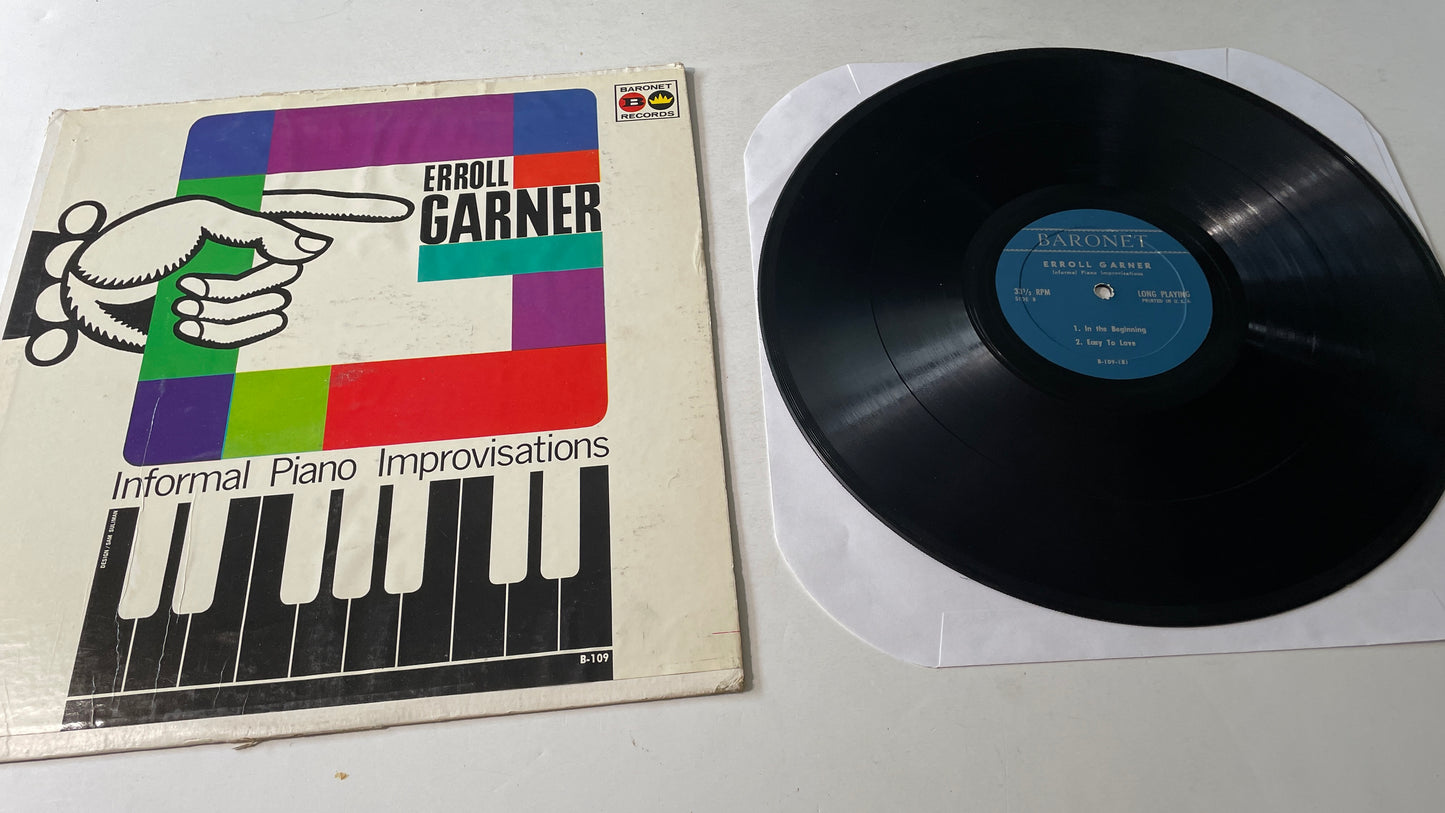 BARONET
B
RECORDS
ERROLL
GARNER
Informal Piano Improvisations
DESIGN / SAM SULIMAN
B-109
BARONET
ERROLL GARNER
Informal Piano Improvisations
33⅓ RPM
SIDE B
LONG PLAYING
PRINTED IN U.S.A.
1. In the Beginning
2. Easy To Love
B-109-(B)